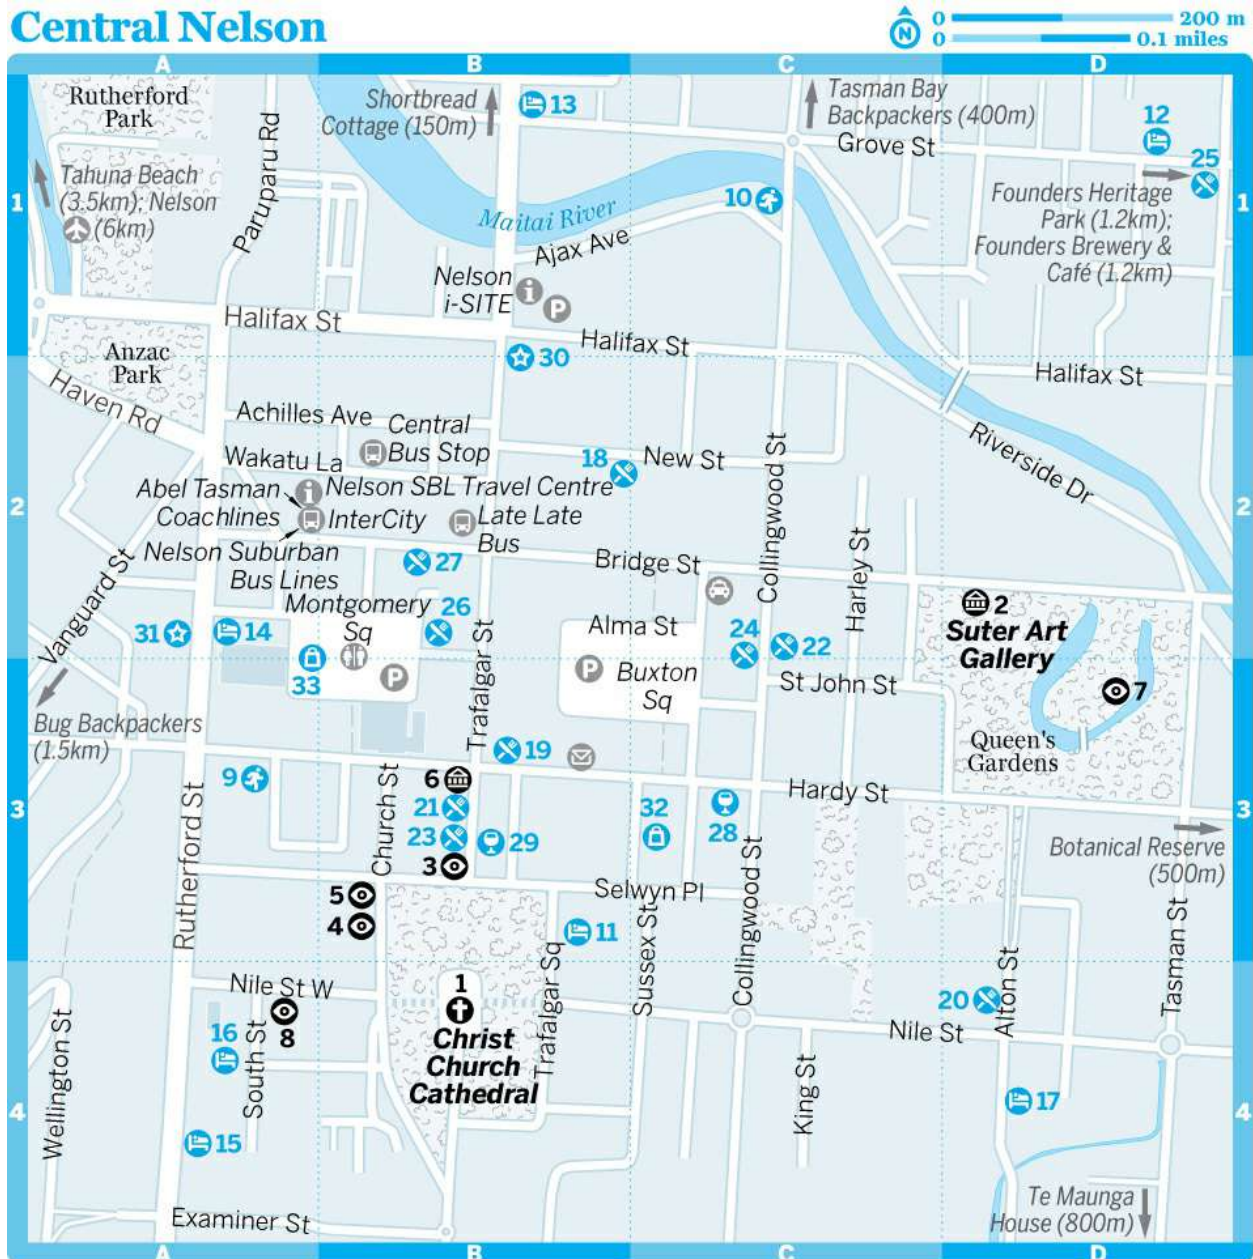 Central Nelson
N
0
200 m
0
0.1 miles
A
B
C
D
Rutherford
Park
Paruparu Rd
Shortbread
Cottage (150m)
13
Tasman Bay
Backpackers (400m)
Grove St
12
25
Tahuna Beach
(3.5km); Nelson
(6km)
1
Maitai River
Ajax Ave
10
Founders Heritage
Park (1.2km);
Founders Brewery &
Café (1.2km)
1
Nelson
i-SITE
i
P
Halifax St
Halifax St
30
Halifax St
Anzac
Park
Haven Rd
Achilles Ave
Central
Bus Stop
Wakatu La
18
New St
Collingwood St
Riverside Dr
Abel Tasman
Coachlines
i
Nelson SBL Travel Centre
InterCity
Late Late
Bus
2
2
Nelson Suburban
Bus Lines
27
Bridge St
Harley St
Vanguard St
Montgomery
Sq
26
Alma St
24
22
2
Suter Art
Gallery
31
14
33
P
Trafalgar St
P
Buxton
Sq
St John St
7
Bug Backpackers
(1.5km)
Queen's
Gardens
19
9
6
Hardy St
3
3
Rutherford St
Church St
21
23
29
32
28
3
Botanical Reserve
(500m)
5
4
Selwyn Pl
11
Sussex St
Collingwood St
Trafalgar Sq
Tasman St
Alton St
Nile St W
8
1
Christ
Church
Cathedral
20
Nile St
16
South St
Wellington St
King St
4
4
17
15
Te Maunga
House (800m)
Examiner St
A
B
C
D